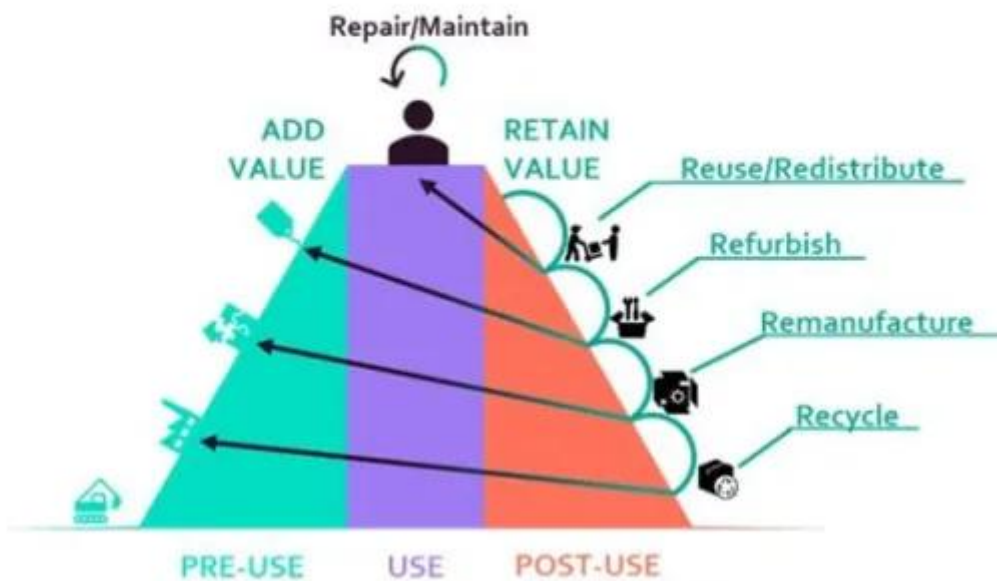 Repair/Maintain
ADD
VALUE
RETAIN
VALUE
Reuse/Redistribute
Refurbish
Remanufacture
Recycle
PRE-USE
USE
POST-USE